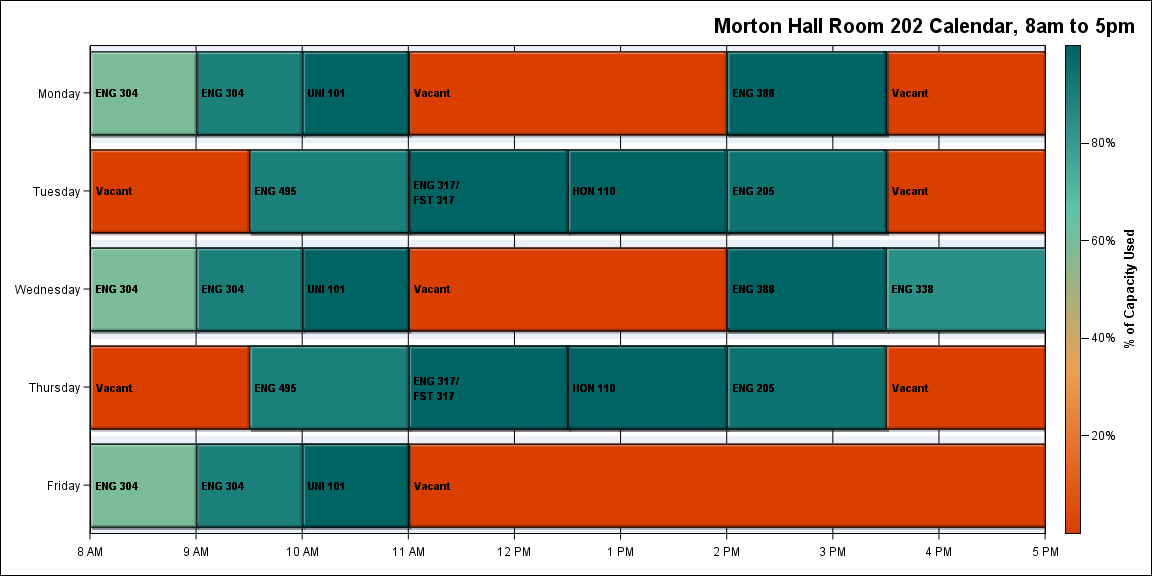 Morton Hall Room 202 Calendar, 8am to 5pm
Monday
ENG 304
ENG 304
UNI 101
Vacant
ENG 388
Vacant
Tuesday
Vacant
ENG 495
ENG 317/
FST 317
HON 110
ENG 205
Vacant
Wednesday
ENG 304
ENG 304
UNI 101
Vacant
ENG 388
ENG 338
Thursday
Vacant
ENG 495
ENG 317/
FST 317
HON 110
ENG 205
Vacant
Friday
ENG 304
ENG 304
UNI 101
Vacant
8 AM
9 AM
10 AM
11 AM
12 PM
1 PM
2 PM
3 PM
4 PM
5 PM
80%
60%
40%
20%
% of Capacity Used